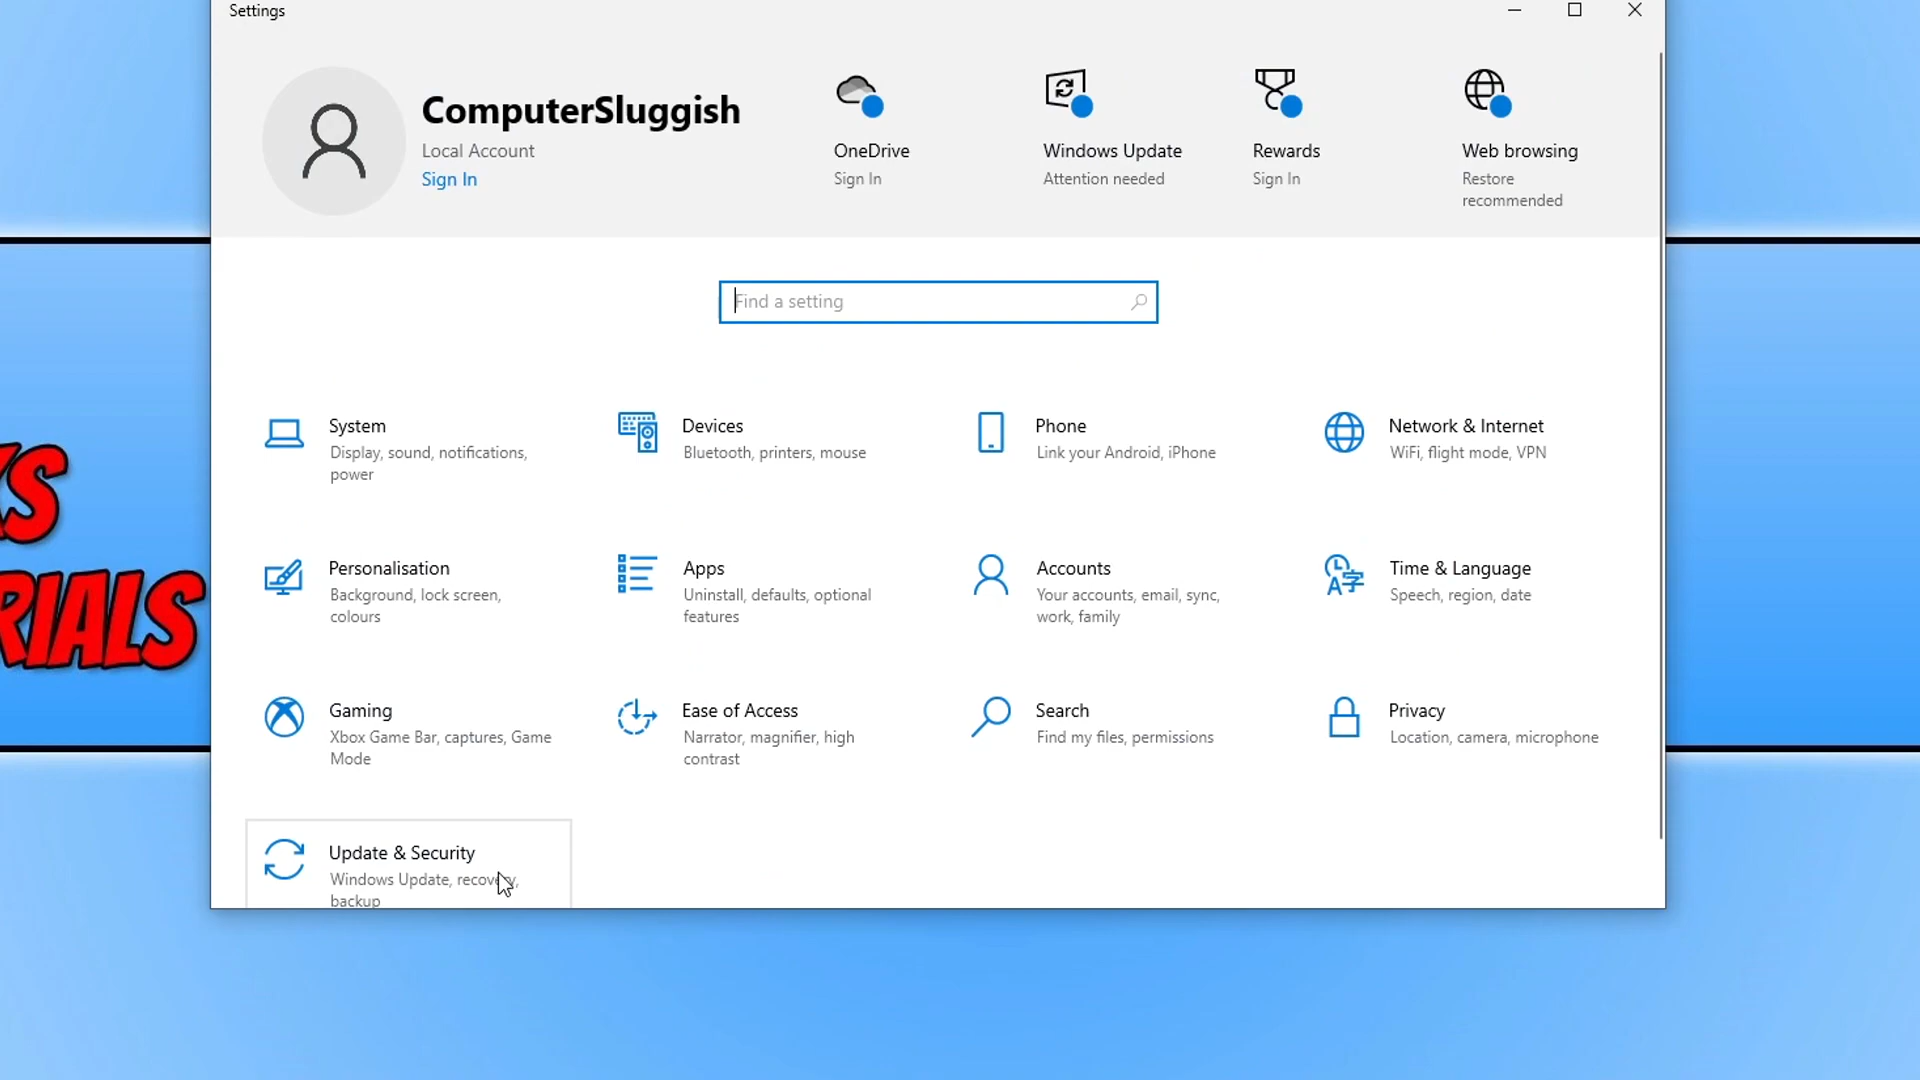 Settings
ComputerSluggish
Local Account
Sign In
OneDrive
Sign In
Windows Update
Attention needed
Rewards
Sign In
Web browsing
Restore
recommended
Find a setting
System
Display, sound, notifications,
power
Devices
Bluetooth, printers, mouse
Phone
Link your Android, iPhone
Network & Internet
WiFi, flight mode, VPN
Personalisation
Background, lock screen,
colours
Apps
Uninstall, defaults, optional
features
Accounts
Your accounts, email, sync,
work, family
Time & Language
Speech, region, date
Gaming
Xbox Game Bar, captures, Game
Mode
Ease of Access
Narrator, magnifier, high
contrast
Search
Find my files, permissions
Privacy
Location, camera, microphone
Update & Security
Windows Update, recovery,
backup
RIALS